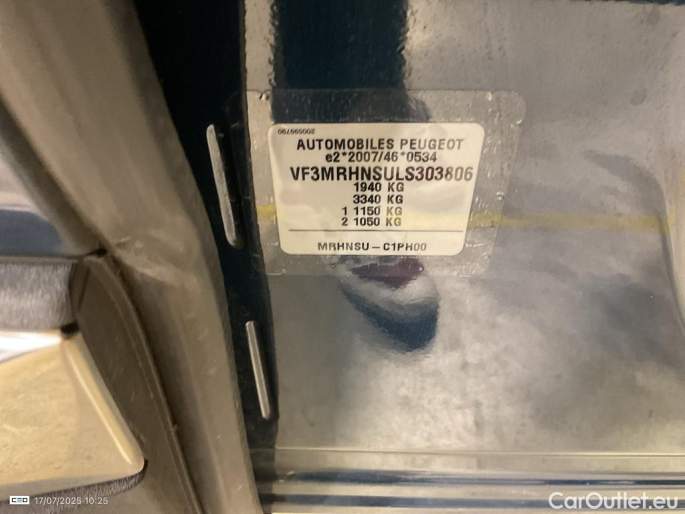 200599790
AUTOMOBILES PEUGEOT
e2*2007/46*0534
VF3MRHNSULS303806
1940 KG
3340 KG
1 1150 KG
2 1050 KG
MRHNSU-C1PH00
17/07/2025 10:25
CarOutlet.eu